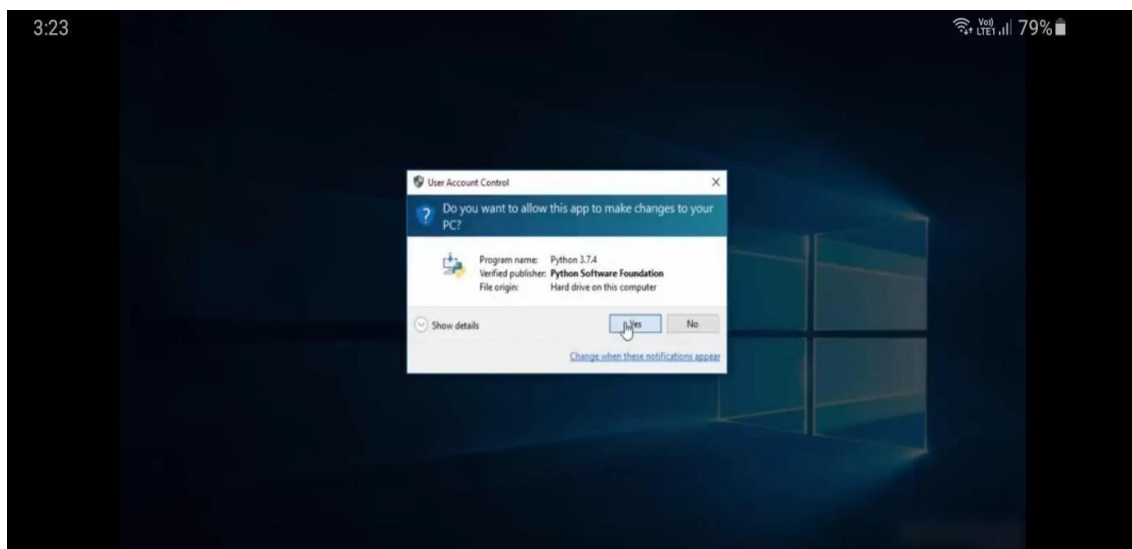 3:23
Vo)) LTE1 79%
User Account Control
Do you want to allow this app to make changes to your
PC?
Program name: Python 3.7.4
Verified publisher: Python Software Foundation
File origin: Hard drive on this computer
Show details
Yes No
Change when these notifications appear